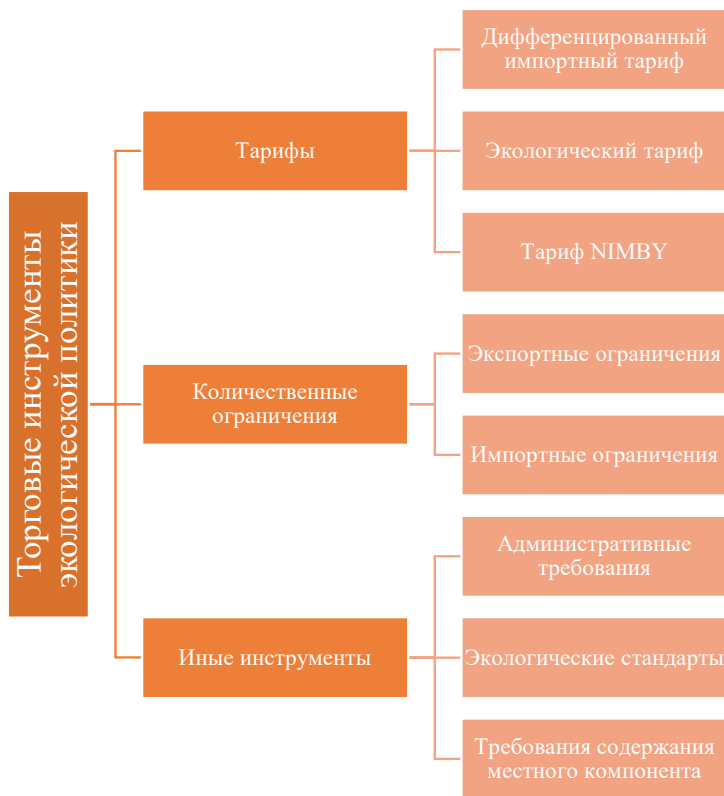 Торговые инструменты
экологической политики
Тарифы
Дифференцированный
импортный тариф
Экологический тариф
Тариф NIMBY
Количественные
ограничения
Экспортные ограничения
Импортные ограничения
Иные инструменты
Административные
требования
Экологические стандарты
Требования содержания
местного компонента